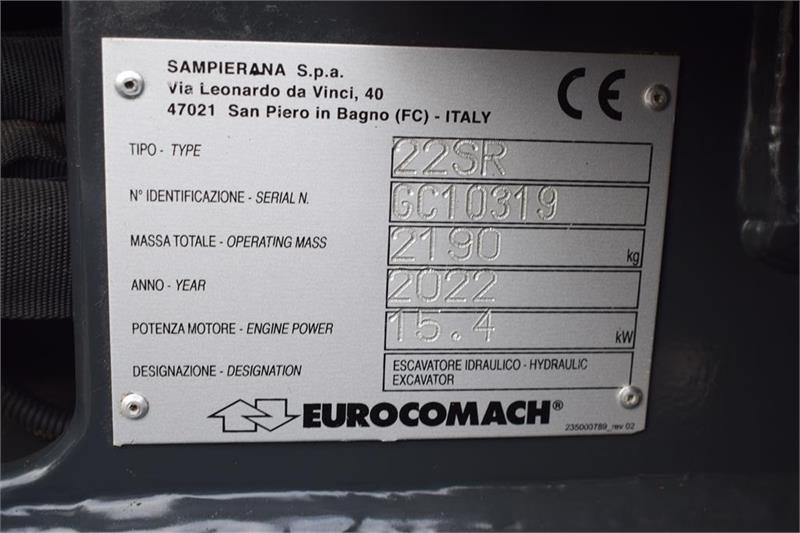 SAMPIERANA S.p.a.
Via Leonardo da Vinci, 40
47021 San Piero in Bagno (FC) - ITALY
CE
TIPO - TYPE 22SR
N° IDENTIFICAZIONE - SERIAL N. GC10319
MASSA TOTALE - OPERATING MASS 2190 kg
ANNO - YEAR 2022
POTENZA MOTORE - ENGINE POWER 15.4 kW
DESIGNAZIONE - DESIGNATION ESCAVATORE IDRAULICO - HYDRAULIC
EXCAVATOR
EUROCOMACH®
235000789_rev 02